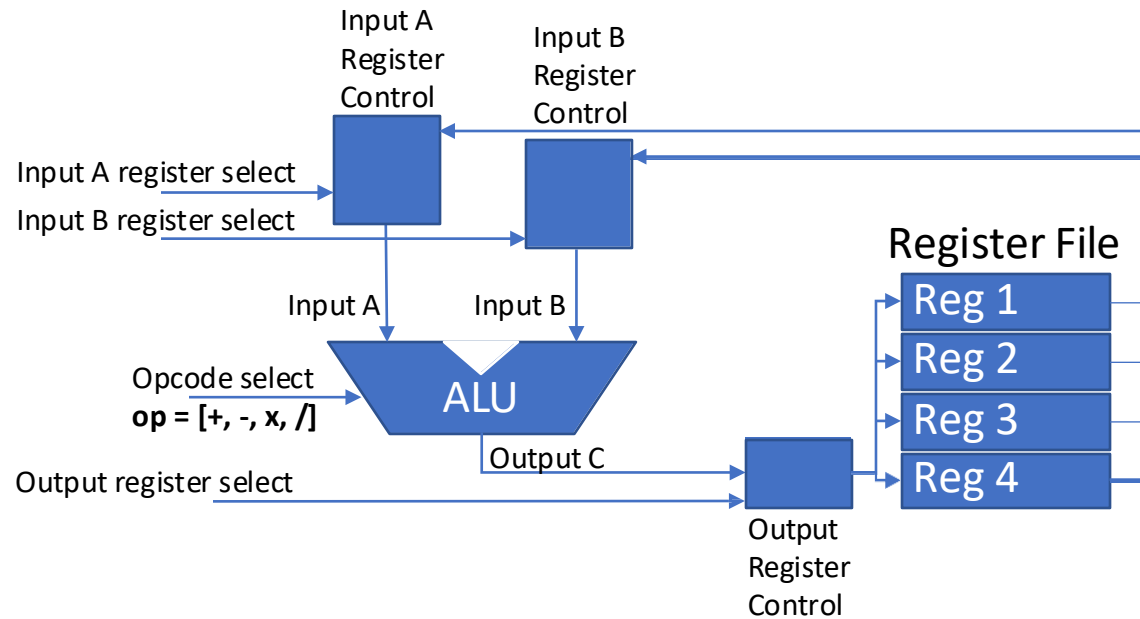 Input A
Register
Control
Input B
Register
Control
Input A register select
Input B register select
Register File
Input A
Input B
Reg 1
Reg 2
Opcode select
op = [+, -, x, /]
ALU
Reg 3
Output C
Reg 4
Output register select
Output
Register
Control